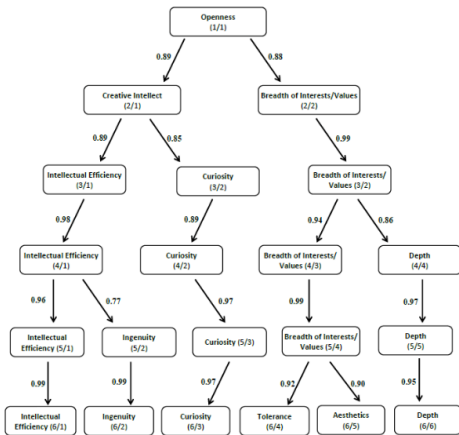 Openness
(1/1)
0.89
0.88
Creative Intellect
(2/1)
Breadth of Interests/Values
(2/2)
0.89
0.85
0.99
Intellectual Efficiency
(3/1)
Curiosity
(3/2)
Breadth of Interests/
Values (3/2)
0.98
0.89
0.94
0.86
Intellectual Efficiency
(4/1)
Curiosity
(4/2)
Breadth of Interests/
Values (4/3)
Depth
(4/4)
0.96
0.77
0.97
0.99
0.97
Intellectual
Efficiency (5/1)
Ingenuity
(5/2)
Curiosity (5/3)
Breadth of Interests/
Values (5/4)
Depth
(5/5)
0.99
0.99
0.97
0.92
0.90
0.95
Intellectual
Efficiency (6/1)
Ingenuity
(6/2)
Curiosity
(6/3)
Tolerance
(6/4)
Aesthetics
(6/5)
Depth
(6/6)